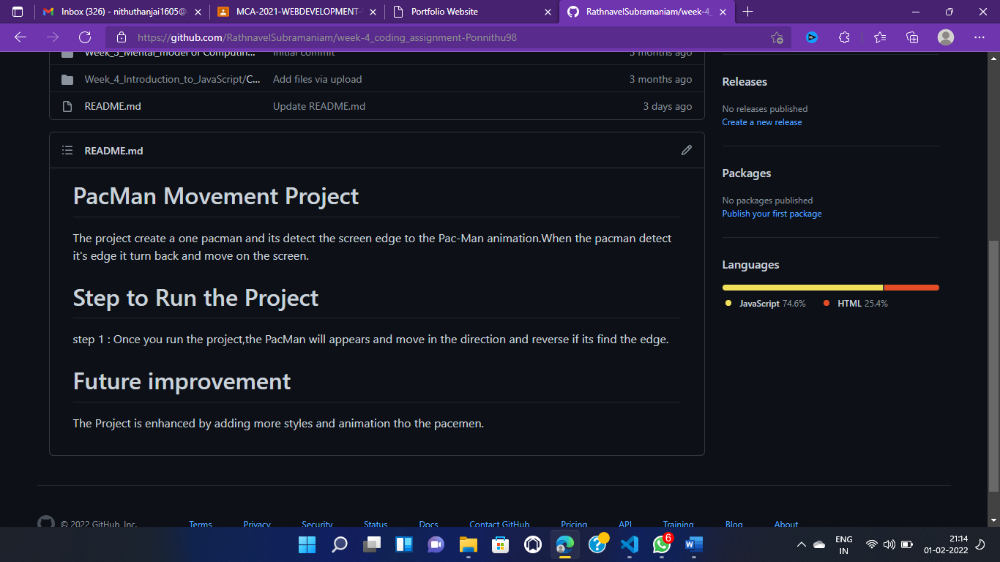 Inbox (326) - nithuthanjai1605@
MCA-2021-WEBDEVELOPMENT-
Portfolio Website
RathnavelSubramaniam/week-4_
https://github.com/RathnavelSubramaniam/week-4_coding_assignment-Ponnithu98
Week_3_Mental_model of Computin... Initial commit 3 months ago
Week_4_Introduction_to_JavaScript/C... Add files via upload 3 months ago
README.md Update README.md 3 days ago
README.md
PacMan Movement Project
The project create a one pacman and its detect the screen edge to the Pac-Man animation.When the pacman detect
it's edge it turn back and move on the screen.
Step to Run the Project
step 1 : Once you run the project,the PacMan will appears and move in the direction and reverse if its find the edge.
Future improvement
The Project is enhanced by adding more styles and animation tho the pacemen.
Releases
No releases published
Create a new release
Packages
No packages published
Publish your first package
Languages
JavaScript 74.6% HTML 25.4%
© 2022 GitHub, Inc. Terms Privacy Security Status Docs Contact GitHub Pricing API Training Blog About
6
ENG
IN
21:14
01-02-2022